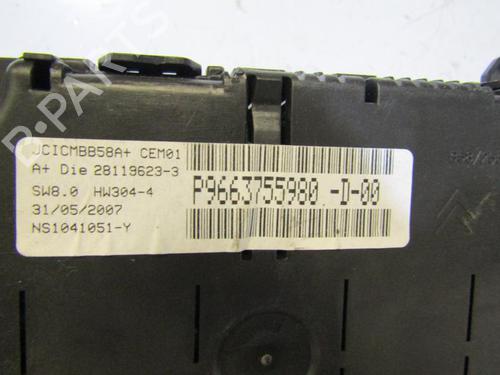 B-PARTS
JCICMBB58A+ CEM01
A+ Die 28119623-3
SW8.0 HW304-4
31/05/2007
NS1041051-Y
P9663755980 -D-00